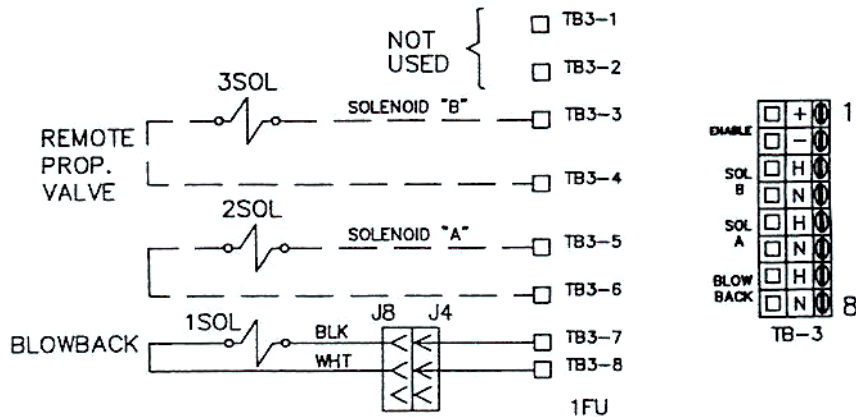 NOT
USED
TB3-1
TB3-2
3SOL
SOLENOID "B"
TB3-3
REMOTE
PROP.
VALVE
TB3-4
2SOL
SOLENOID "A"
TB3-5
TB3-6
J8 J4
1SOL
BLOWBACK
BLK
TB3-7
WHT
TB3-8
1FU
1
ENABLE
+
-
SOL
B
H
N
SOL
A
H
N
BLOW
BACK
H
N
8
TB-3